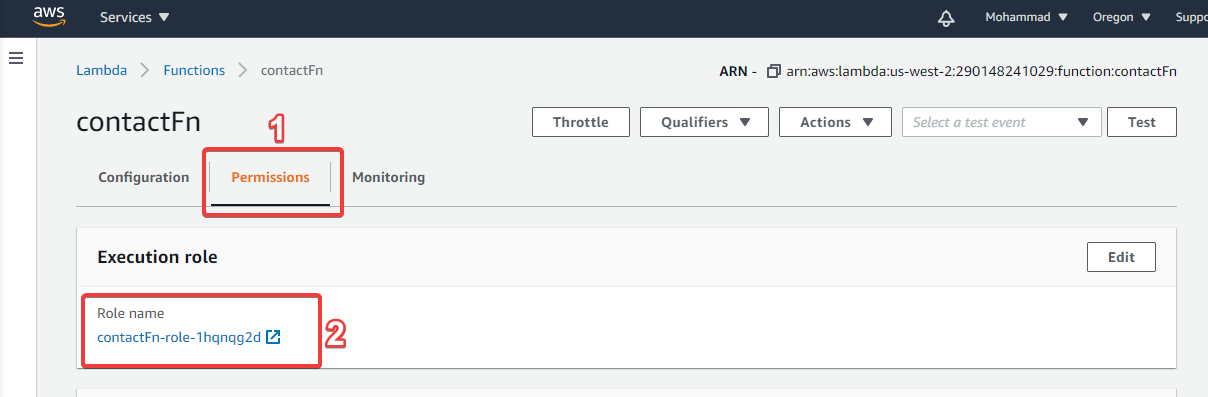 aws Services Mohammad Oregon Suppo
Lambda Functions contactFn ARN - arn:aws:lambda:us-west-2:290148241029:function:contactFn
contactFn Throttle Qualifiers Actions Select a test event Test
1
Configuration Permissions Monitoring
Execution role Edit
Role name
contactFn-role-1hqnqg2d
2